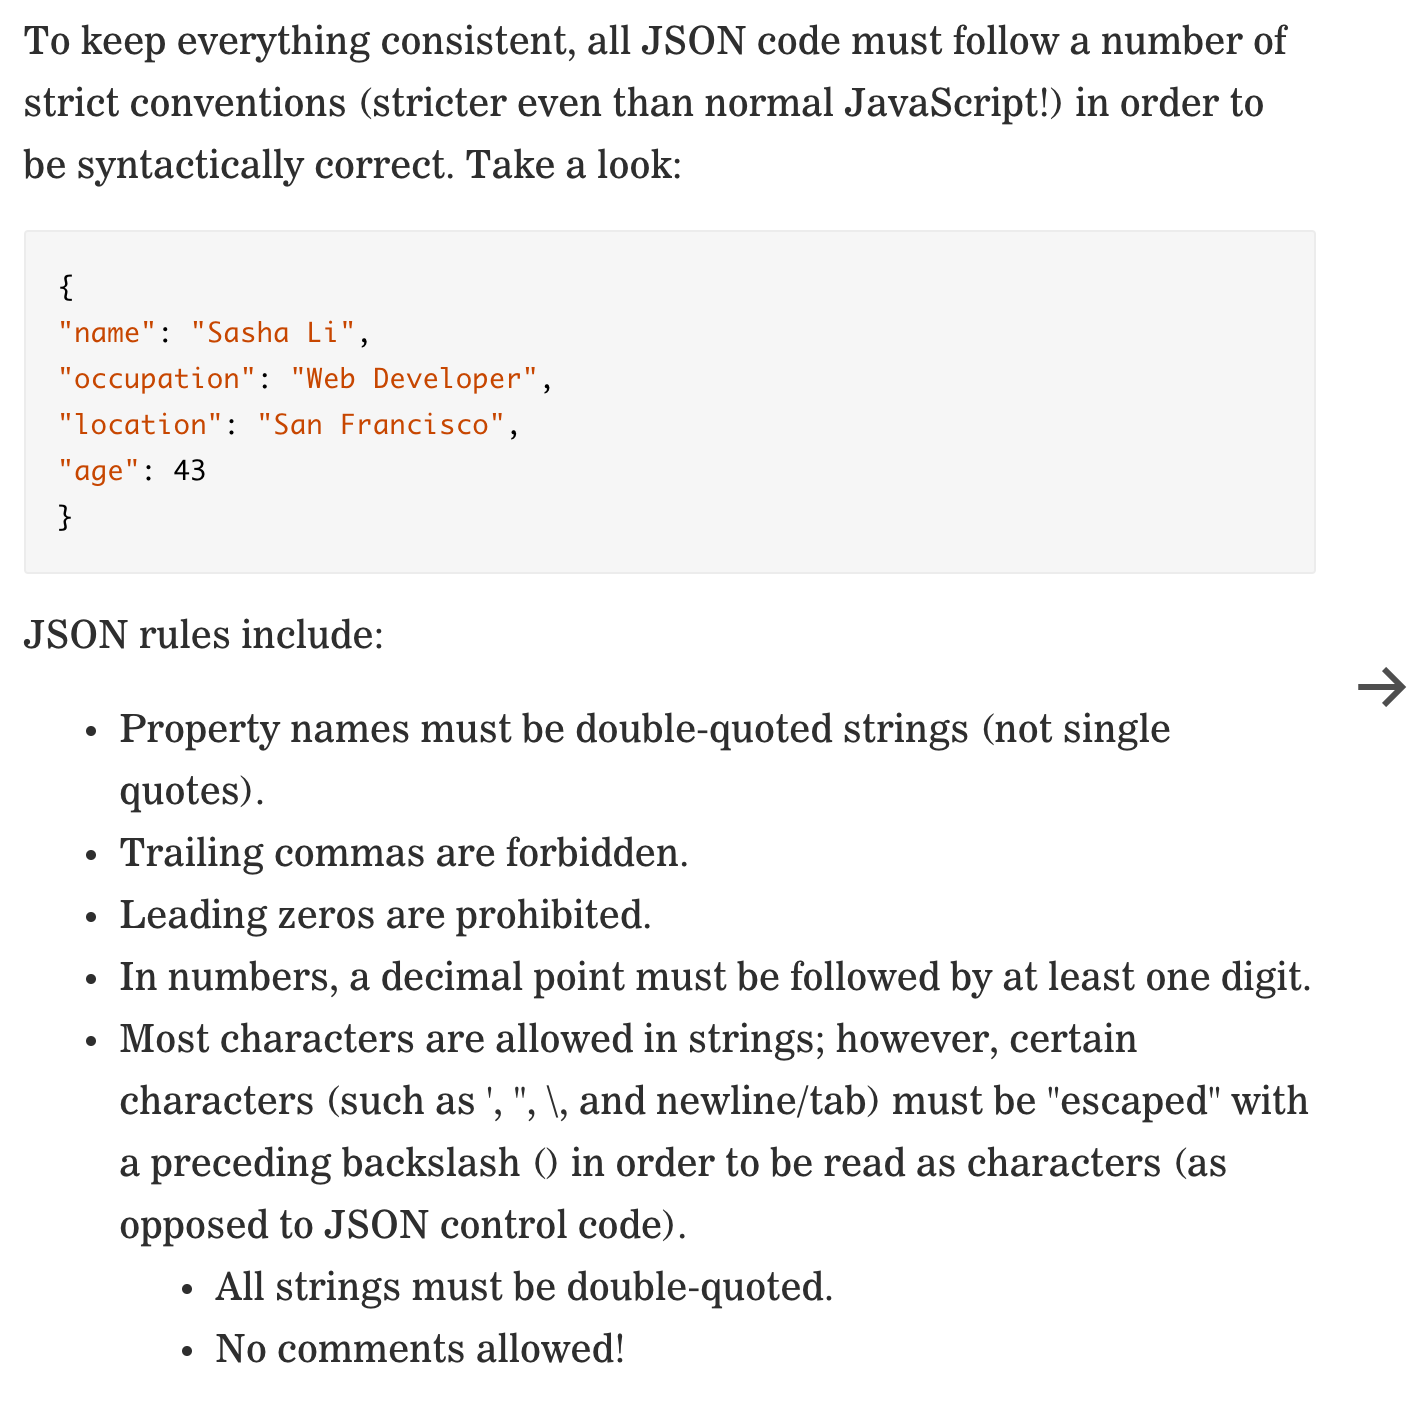 To keep everything consistent, all JSON code must follow a number of
strict conventions (stricter even than normal JavaScript!) in order to
be syntactically correct. Take a look:
{
"name": "Sasha Li",
"occupation": "Web Developer",
"location": "San Francisco",
"age": 43
}
JSON rules include:
• Property names must be double-quoted strings (not single
quotes).
• Trailing commas are forbidden.
• Leading zeros are prohibited.
• In numbers, a decimal point must be followed by at least one digit.
• Most characters are allowed in strings; however, certain
characters (such as ', ", \, and newline/tab) must be "escaped" with
a preceding backslash () in order to be read as characters (as
opposed to JSON control code).
• All strings must be double-quoted.
• No comments allowed!